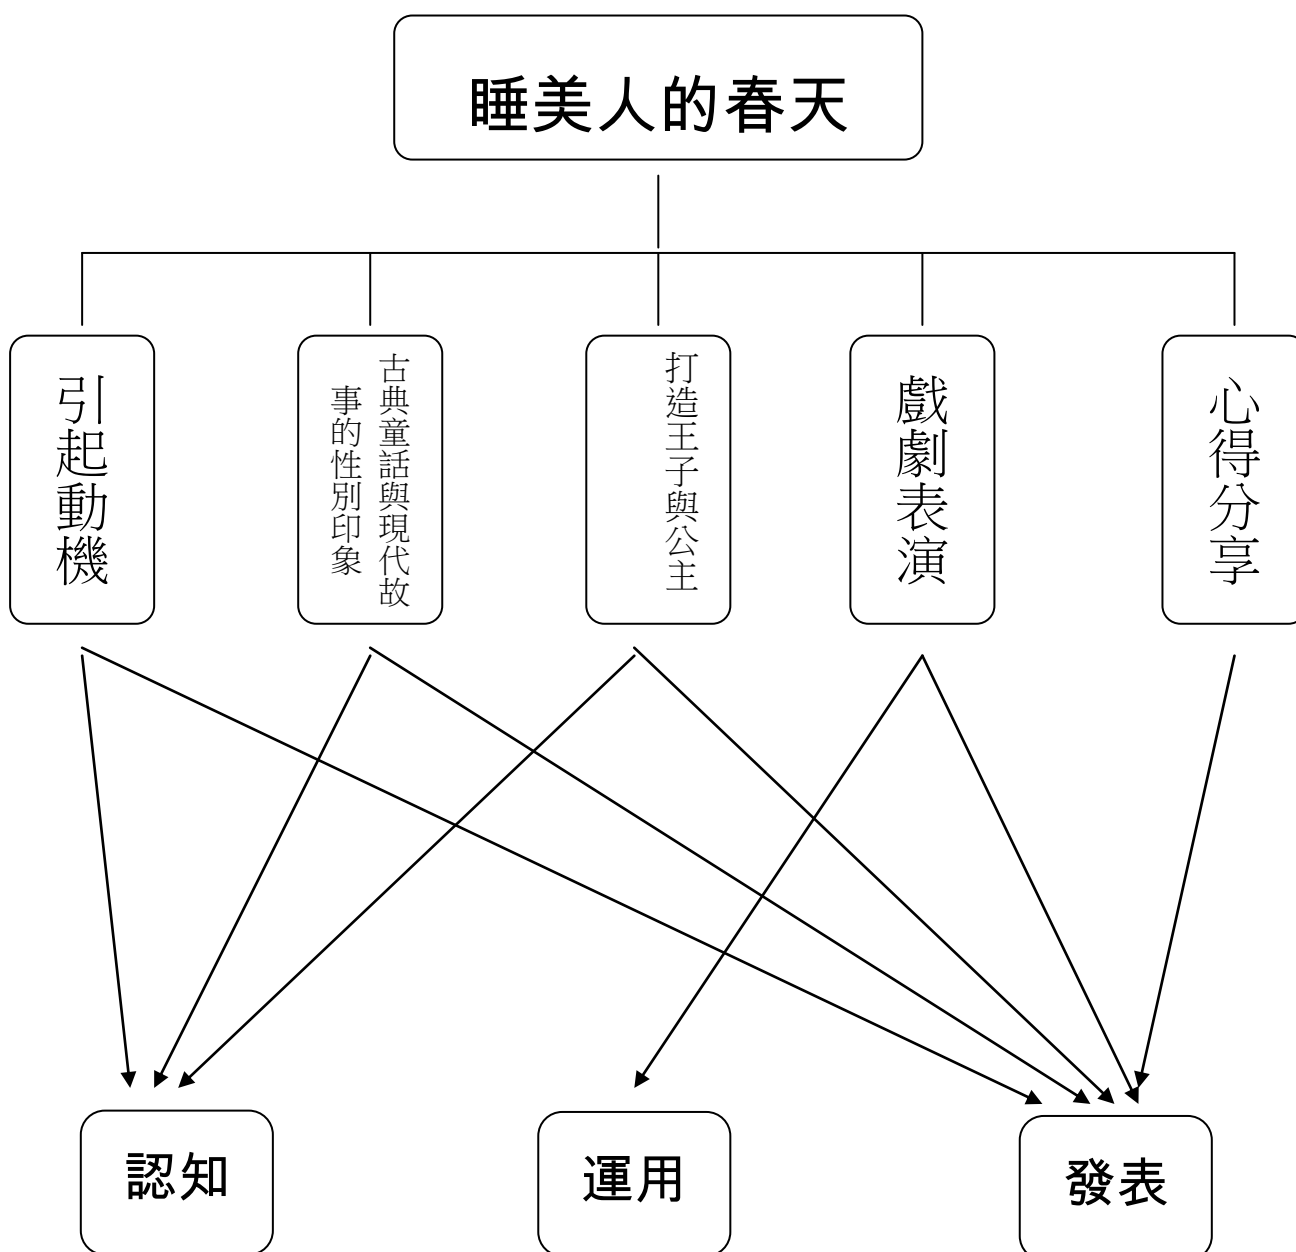 睡美人的春天
引起動機
古典童話與現代故
事的性別印象
打造王子與公主
戲劇表演
心得分享
認知
運用
發表